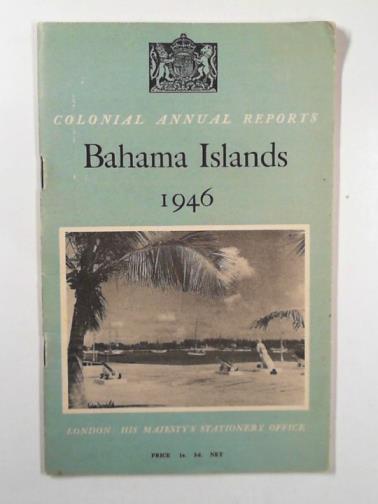 COLONIAL ANNUAL REPORTS
Bahama Islands
1946
LONDON: HIS MAJESTY'S STATIONERY OFFICE
PRICE 1s. 3d. NET